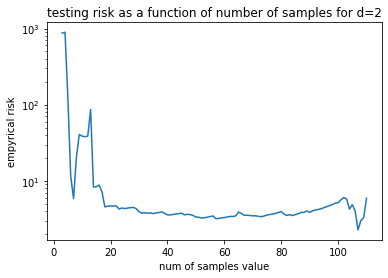 testing risk as a function of number of samples for d=2
empyrical risk
10³
10²
10¹
0 20 40 60 80 100
num of samples value